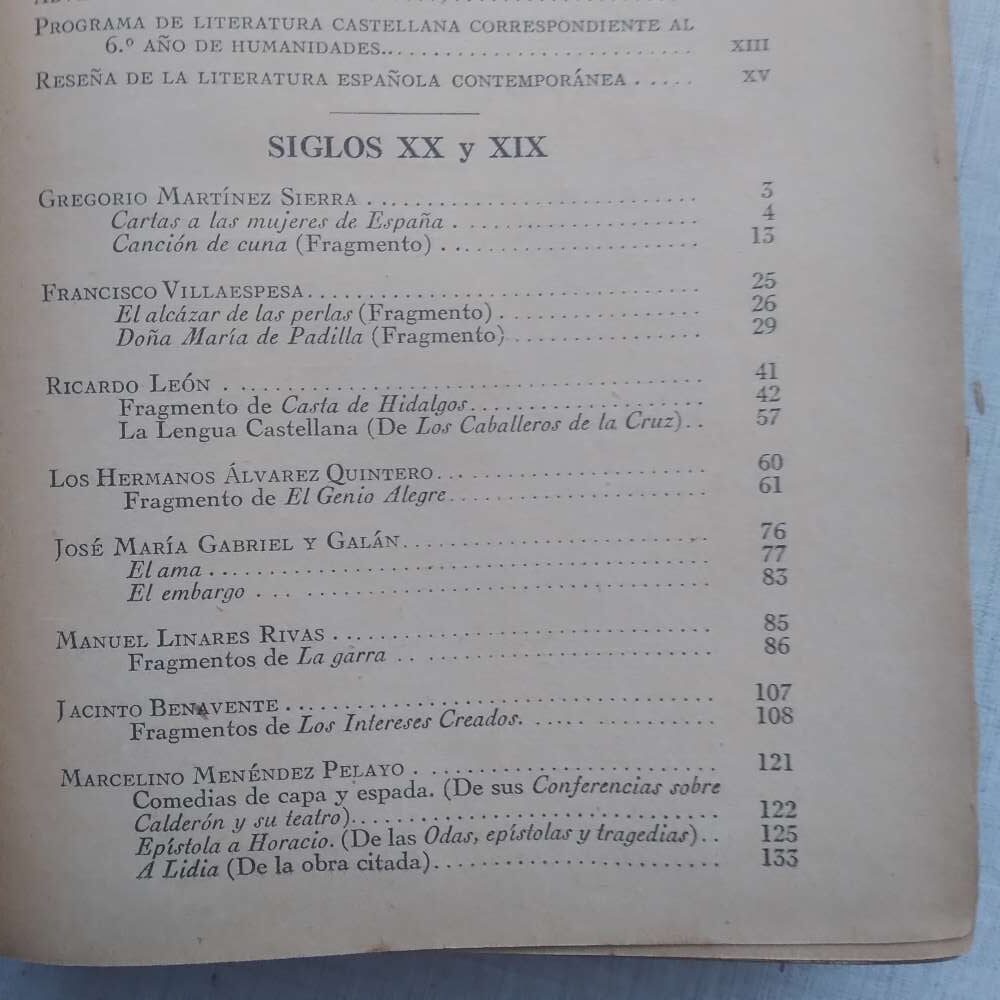 PROGRAMA DE LITERATURA CASTELLANA CORRESPONDIENTE AL
6.º AÑO DE HUMANIDADES.. XIII
RESEÑA DE LA LITERATURA ESPAÑOLA CONTEMPORÁNEA ..... XV
SIGLOS XX y XIX
GREGORIO MARTÍNEZ SIERRA ..... 3
Cartas a las mujeres de España ..... 4
Canción de cuna (Fragmento) ..... 13
FRANCISCO VILLAESPESA ..... 25
El alcázar de las perlas (Fragmento) ..... 26
Doña María de Padilla (Fragmento) ..... 29
RICARDO LEÓN ..... 41
Fragmento de Casta de Hidalgos ..... 42
La Lengua Castellana (De Los Caballeros de la Cruz) .. 57
LOS HERMANOS ÁLVAREZ QUINTERO ..... 60
Fragmento de El Genio Alegre ..... 61
JOSÉ MARÍA GABRIEL Y GALÁN ..... 76
El ama ..... 77
El embargo ..... 83
MANUEL LINARES RIVAS ..... 85
Fragmentos de La garra ..... 86
JACINTO BENAVENTE ..... 107
Fragmentos de Los Intereses Creados. ..... 108
MARCELINO MENÉNDEZ PELAYO ..... 121
Comedias de capa y espada. (De sus Conferencias sobre
Calderón y su teatro) ..... 122
Epístola a Horacio. (De las Odas, epístolas y tragedias) .. 125
A Lidia (De la obra citada) ..... 133